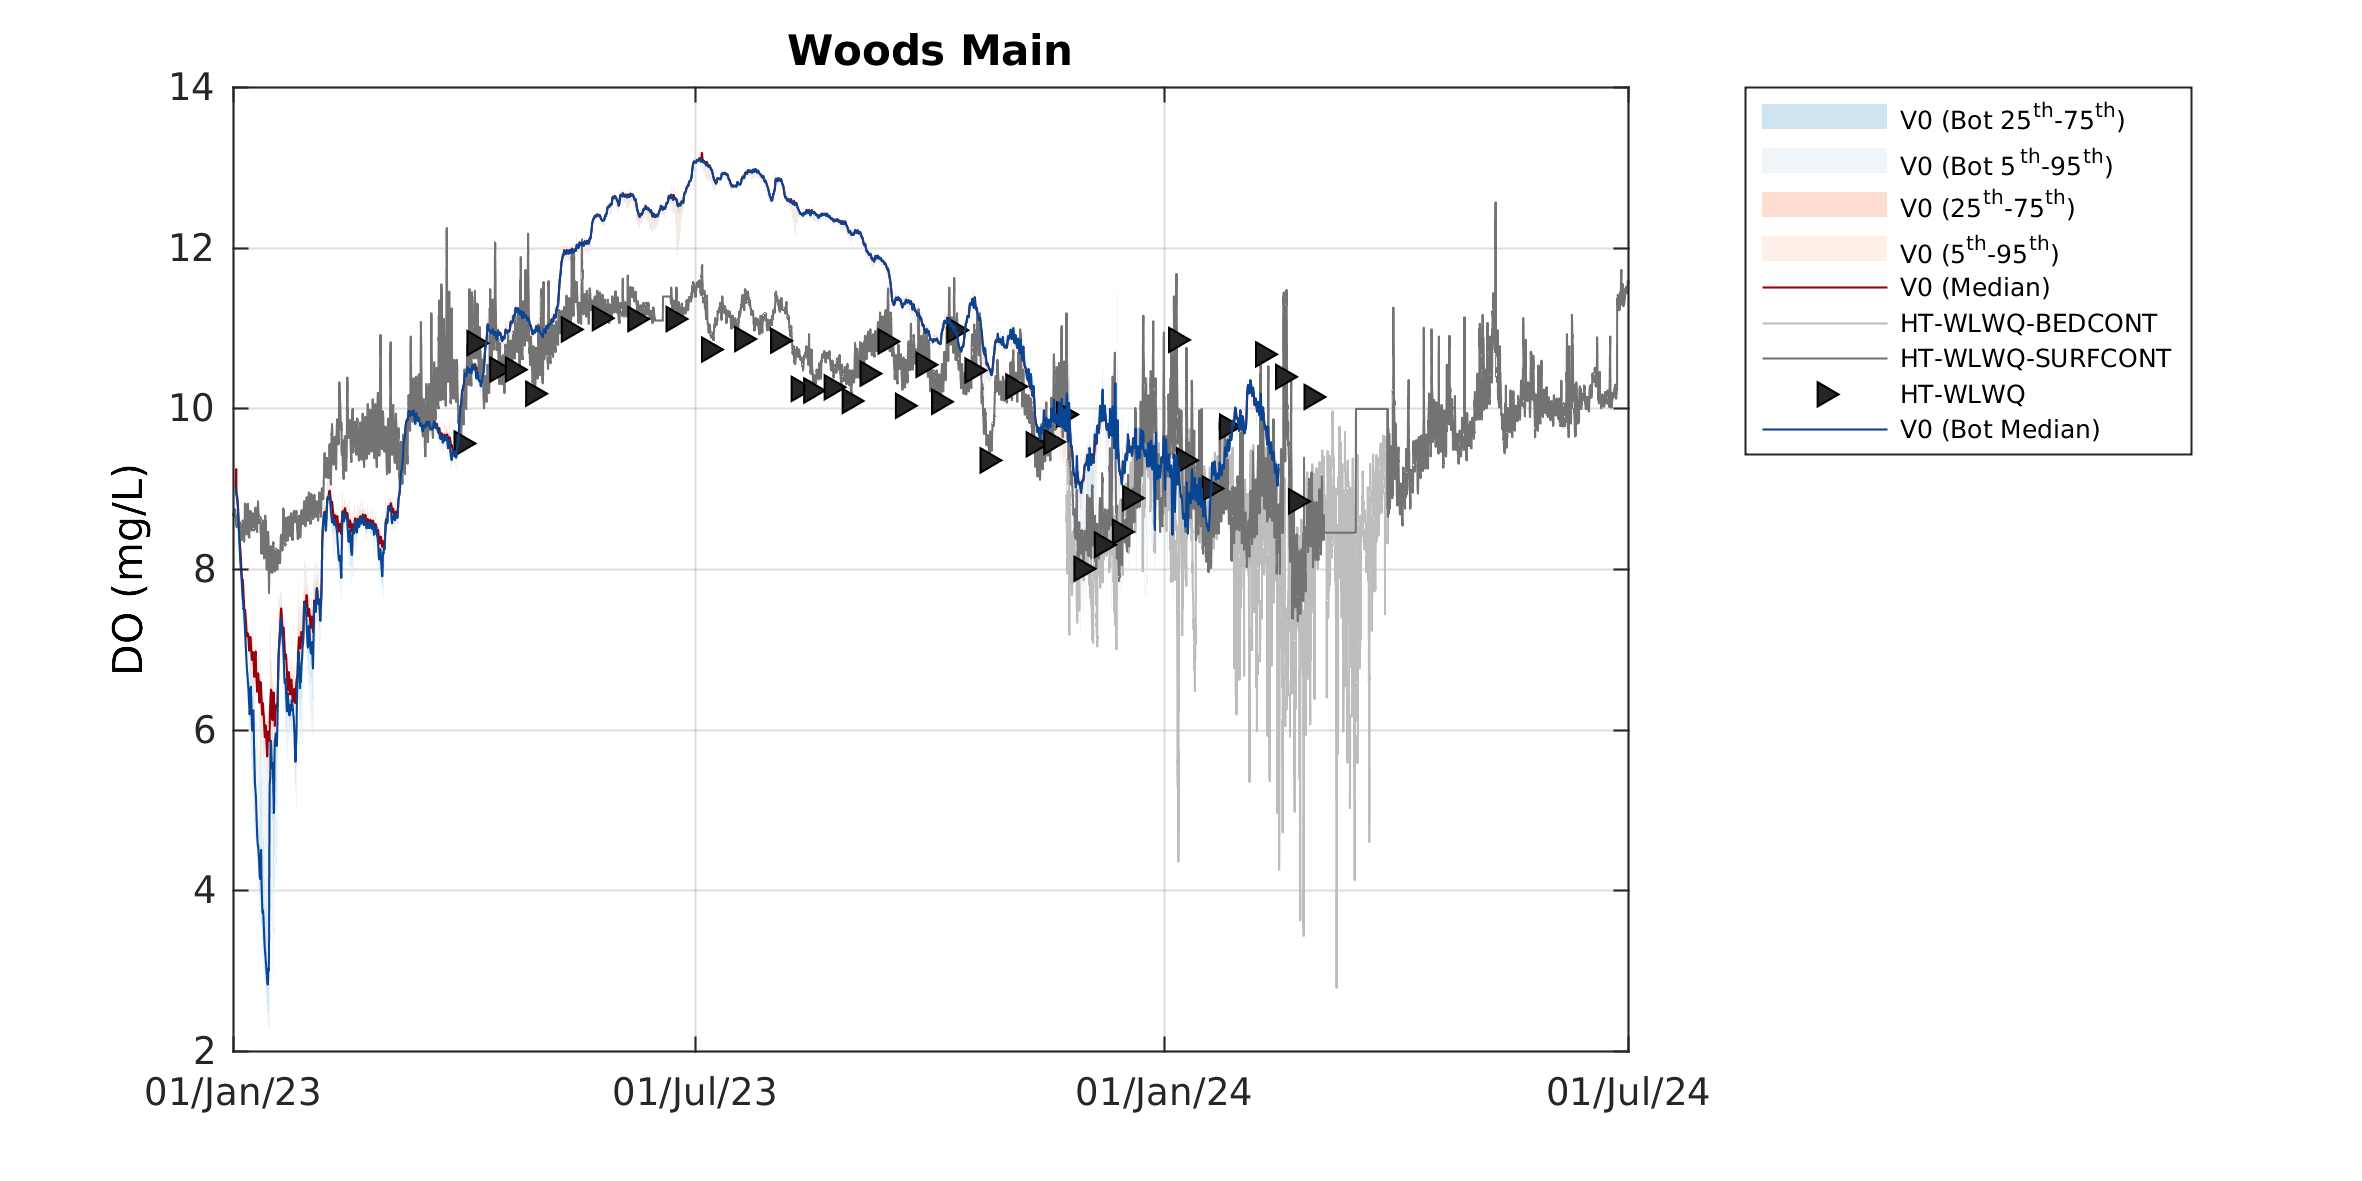 Woods Main
14
12
10
8
6
4
2
DO (mg/L)
01/Jan/23
01/Jul/23
01/Jan/24
01/Jul/24
V0 (Bot 25th-75th)
V0 (Bot 5th-95th)
V0 (25th-75th)
V0 (5th-95th)
V0 (Median)
HT-WLWQ-BEDCONT
HT-WLWQ-SURFCONT
HT-WLWQ
V0 (Bot Median)